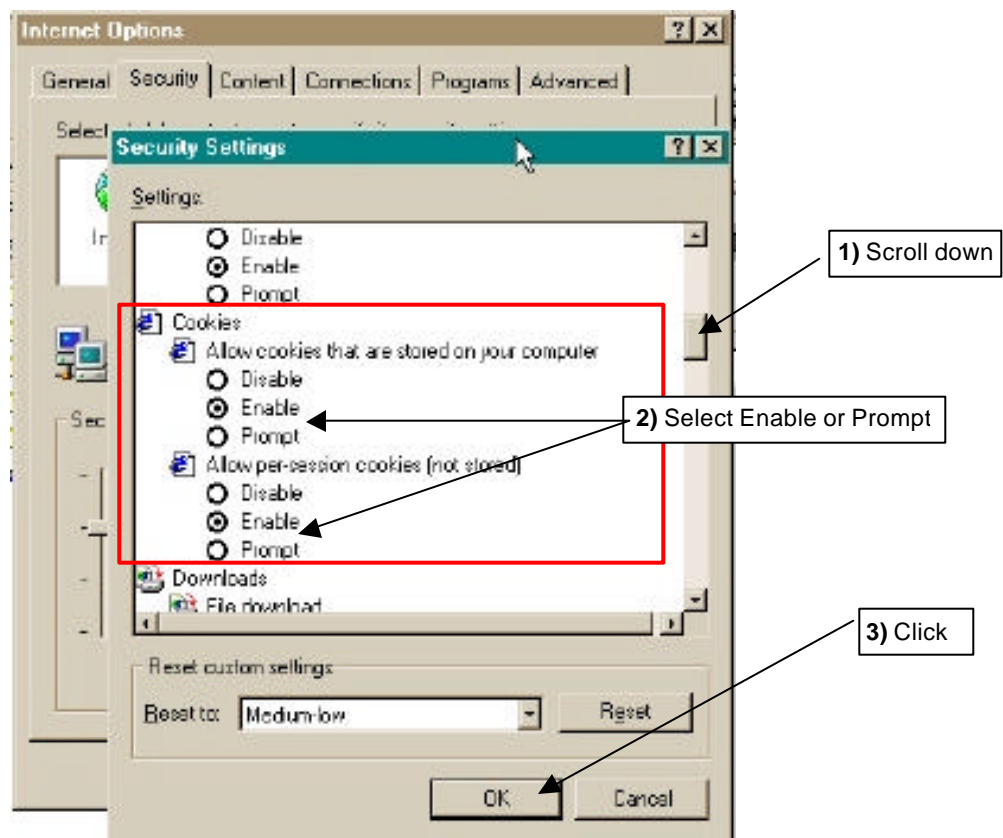 Internet Options
General Security Content Connections Programs Advanced
Select
Security Settings
Settings:
Disable
Enable
Prompt
Cookies
Allow cookies that are stored on your computer
Disable
Enable
Prompt
Allow per-session cookies (not stored)
Disable
Enable
Prompt
Downloads
File download
Reset custom settings
Reset to: Medium-low Reset
OK Cancel
In
Sec
1) Scroll down
2) Select Enable or Prompt
3) Click